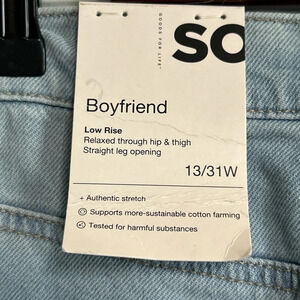 GOODS FOR LIFE
SO
Boyfriend
Low Rise
Relaxed through hip & thigh
Straight leg opening
13/31W
+ Authentic stretch
Supports more-sustainable cotton farming
Tested for harmful substances